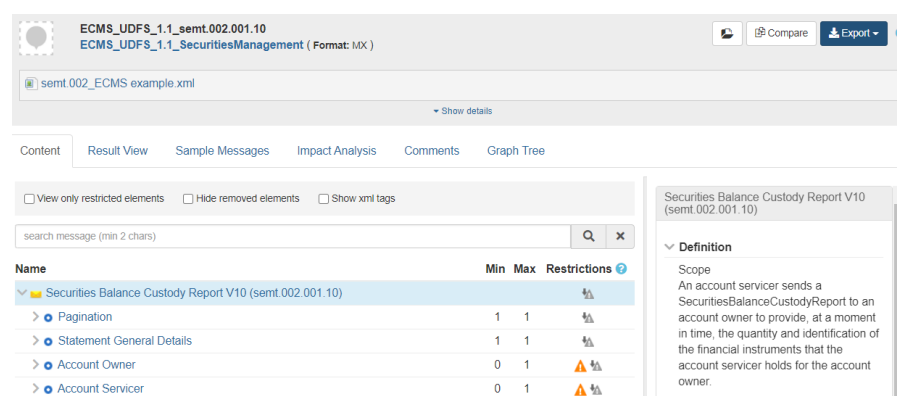 ECMS_UDFS_1.1_semt.002.001.10
ECMS_UDFS_1.1_SecuritiesManagement ( Format: MX )
Compare
Export
semt.002_ECMS example.xml
Show details
Content Result View Sample Messages Impact Analysis Comments Graph Tree
View only restricted elements Hide removed elements Show xml tags
search message (min 2 chars)
Name Min Max Restrictions ?
Securities Balance Custody Report V10 (semt.002.001.10)
Pagination 1 1
Statement General Details 1 1
Account Owner 0 1
Account Servicer 0 1
Securities Balance Custody Report V10
(semt.002.001.10)
Definition
Scope
An account servicer sends a
SecuritiesBalanceCustodyReport to an
account owner to provide, at a moment
in time, the quantity and identification of
the financial instruments that the
account servicer holds for the account
owner.